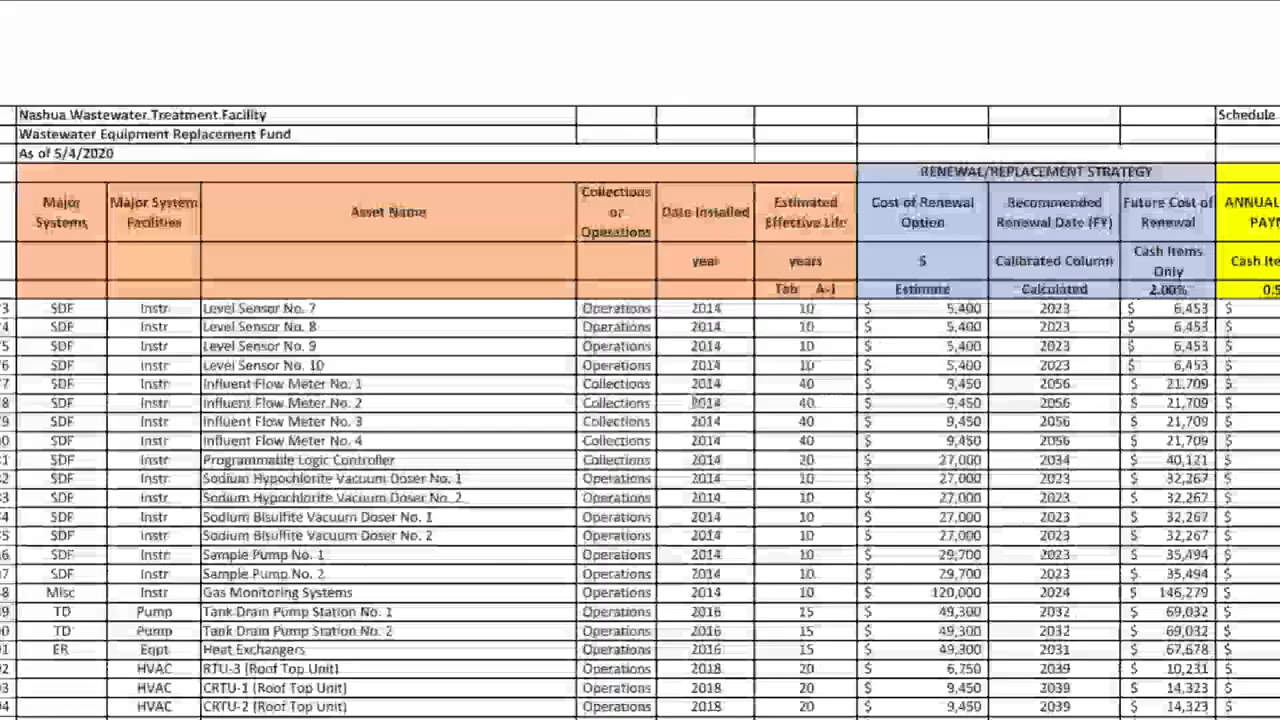 Nashua Wastewater Treatment Facility Schedule
Wastewater Equipment Replacement Fund
As of 5/4/2020
RENEWAL/REPLACEMENT STRATEGY
Major Systems Major System Facilities Asset Name Collections or Operations Date Installed Estimated Effective Life Cost of Renewal Option Recommended Renewal Date (FY) Future Cost of Renewal ANNUAL
year years $ Calibrated Column Cash Items Only
Tab A-1 Estimate Calculated 2.00%
SDF Instr Level Sensor No. 7 Operations 2014 10 $ 5,400 2023 $ 6,453 $
SDF Instr Level Sensor No. 8 Operations 2014 10 $ 5,400 2023 $ 6,453 $
SDF Instr Level Sensor No. 9 Operations 2014 10 $ 5,400 2023 $ 6,453 $
SDF Instr Level Sensor No. 10 Operations 2014 10 $ 5,400 2023 $ 6,453 $
SDF Instr Influent Flow Meter No. 1 Collections 2014 40 $ 9,450 2056 $ 21,709 $
SDF Instr Influent Flow Meter No. 2 Collections 2014 40 $ 9,450 2056 $ 21,709 $
SDF Instr Influent Flow Meter No. 3 Collections 2014 40 $ 9,450 2056 $ 21,709 $
SDF Instr Influent Flow Meter No. 4 Collections 2014 40 $ 9,450 2056 $ 21,709 $
SDF Instr Programmable Logic Controller Collections 2014 20 $ 27,000 2034 $ 40,121 $
SDF Instr Sodium Hypochlorite Vacuum Doser No. 1 Operations 2014 10 $ 27,000 2023 $ 32,267 $
SDF Instr Sodium Hypochlorite Vacuum Doser No. 2 Operations 2014 10 $ 27,000 2023 $ 32,267 $
SDF Instr Sodium Bisulfite Vacuum Doser No. 1 Operations 2014 10 $ 27,000 2023 $ 32,267 $
SDF Instr Sodium Bisulfite Vacuum Doser No. 2 Operations 2014 10 $ 27,000 2023 $ 32,267 $
SDF Instr Sample Pump No. 1 Operations 2014 10 $ 29,700 2023 $ 35,494 $
SDF Instr Sample Pump No. 2 Operations 2014 10 $ 29,700 2023 $ 35,494 $
Misc Instr Gas Monitoring Systems Operations 2014 10 $ 120,000 2024 $ 146,279 $
TD Pump Tank Drain Pump Station No. 1 Operations 2016 15 $ 49,300 2032 $ 69,032 $
TD Pump Tank Drain Pump Station No. 2 Operations 2016 15 $ 49,300 2032 $ 69,032 $
ER Eqpt Heat Exchangers Operations 2016 15 $ 49,300 2031 $ 67,678 $
HVAC RTU-3 (Roof Top Unit) Operations 2018 20 $ 6,750 2039 $ 10,231 $
HVAC CRTU-1 (Roof Top Unit) Operations 2018 20 $ 9,450 2039 $ 14,323 $
HVAC CRTU-2 (Roof Top Unit) Operations 2018 20 $ 9,450 2039 $ 14,323 $